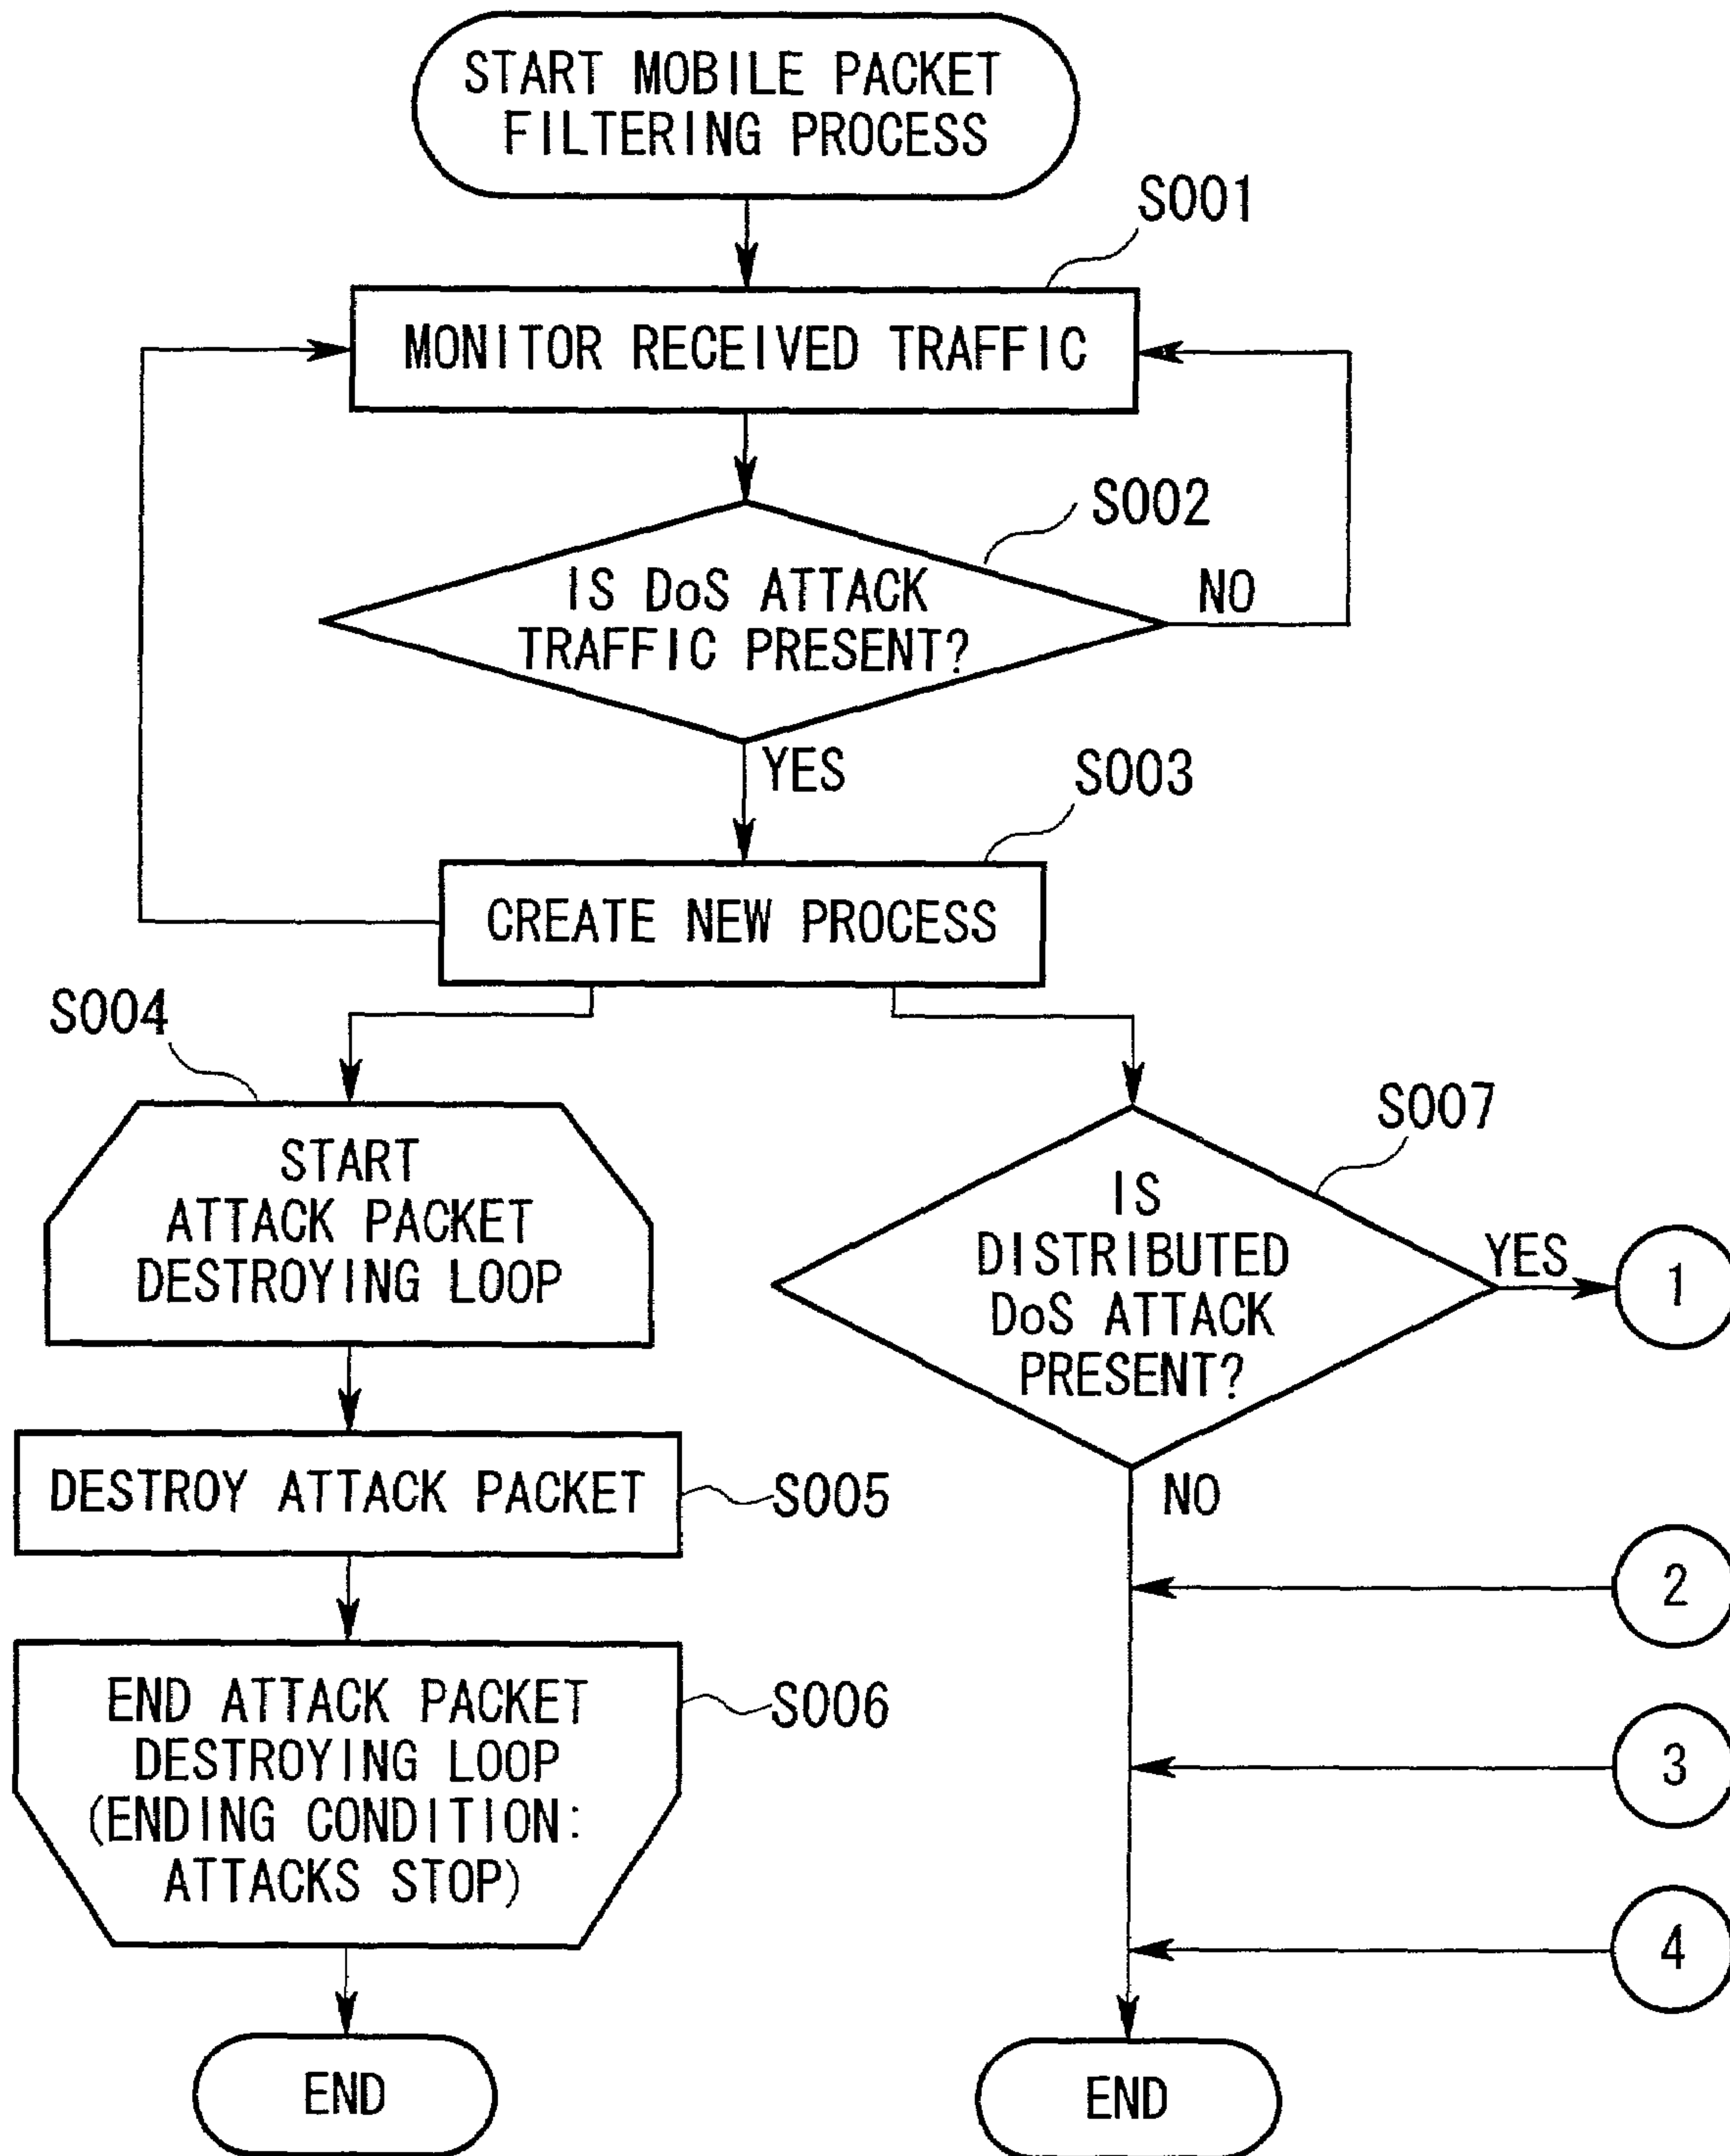 START MOBILE PACKET
FILTERING PROCESS
S001
MONITOR RECEIVED TRAFFIC
S002
IS DoS ATTACK
TRAFFIC PRESENT?
NO
YES
S003
CREATE NEW PROCESS
S004
START
ATTACK PACKET
DESTROYING LOOP
S007
IS
DISTRIBUTED
DoS ATTACK
PRESENT?
YES
1
NO
DESTROY ATTACK PACKET
S005
2
END ATTACK PACKET
DESTROYING LOOP
(ENDING CONDITION:
ATTACKS STOP)
S006
3
4
END
END